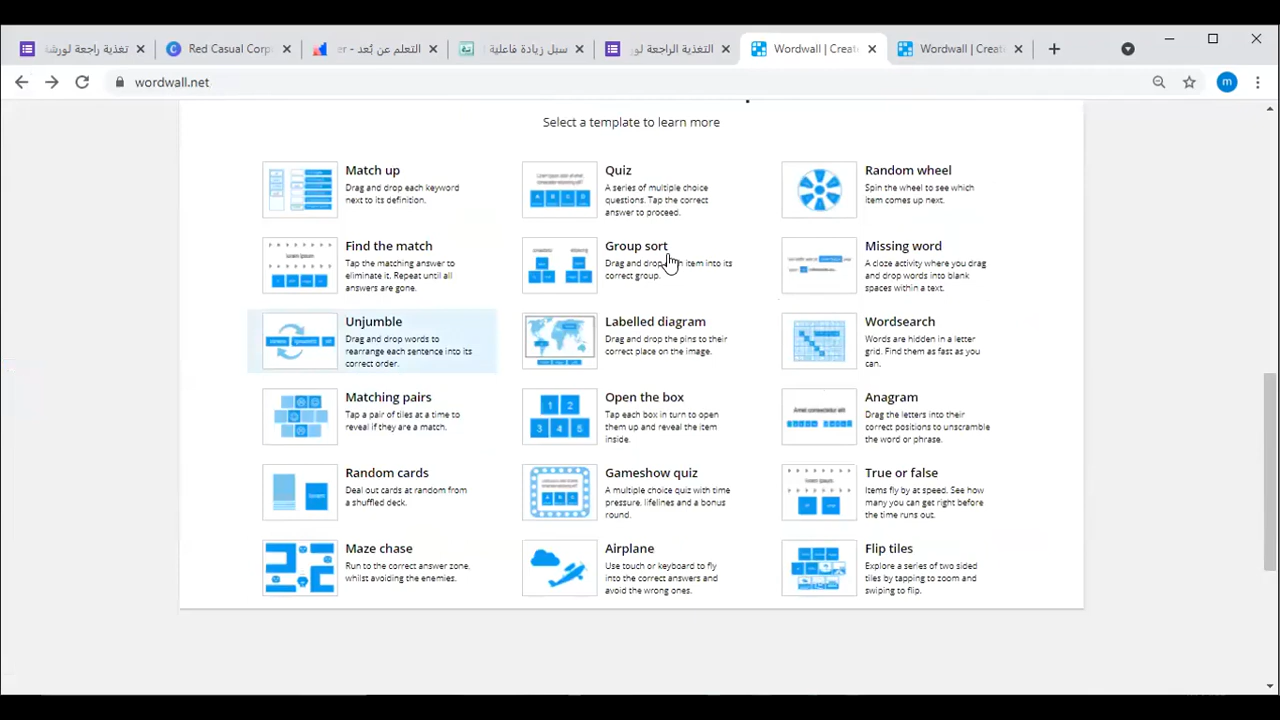 تغذية راجعة لورشة
Red Casual Corp
التعلم عن بُعد - er
سبل زيادة فاعلية
التغذية الراجعة لور
Wordwall | Create
Wordwall | Create
wordwall.net
m
Select a template to learn more
Match up
Drag and drop each keyword
next to its definition.
Quiz
A series of multiple choice
questions. Tap the correct
answer to proceed.
Random wheel
Spin the wheel to see which
item comes up next.
Find the match
Tap the matching answer to
eliminate it. Repeat until all
answers are gone.
Group sort
Drag and drop item into its
correct group.
Missing word
A cloze activity where you drag
and drop words into blank
spaces within a text.
Unjumble
Drag and drop words to
rearrange each sentence into its
correct order.
Labelled diagram
Drag and drop the pins to their
correct place on the image.
Wordsearch
Words are hidden in a letter
grid. Find them as fast as you
can.
Matching pairs
Tap a pair of tiles at a time to
reveal if they are a match.
Open the box
Tap each box in turn to open
them up and reveal the item
inside.
Anagram
Drag the letters into their
correct positions to unscramble
the word or phrase.
Random cards
Deal out cards at random from
a shuffled deck.
Gameshow quiz
A multiple choice quiz with time
pressure, lifelines and a bonus
round.
True or false
Items fly by at speed. See how
many you can get right before
the time runs out.
Maze chase
Run to the correct answer zone,
whilst avoiding the enemies.
Airplane
Use touch or keyboard to fly
into the correct answers and
avoid the wrong ones.
Flip tiles
Explore a series of two sided
tiles by tapping to zoom and
swiping to flip.